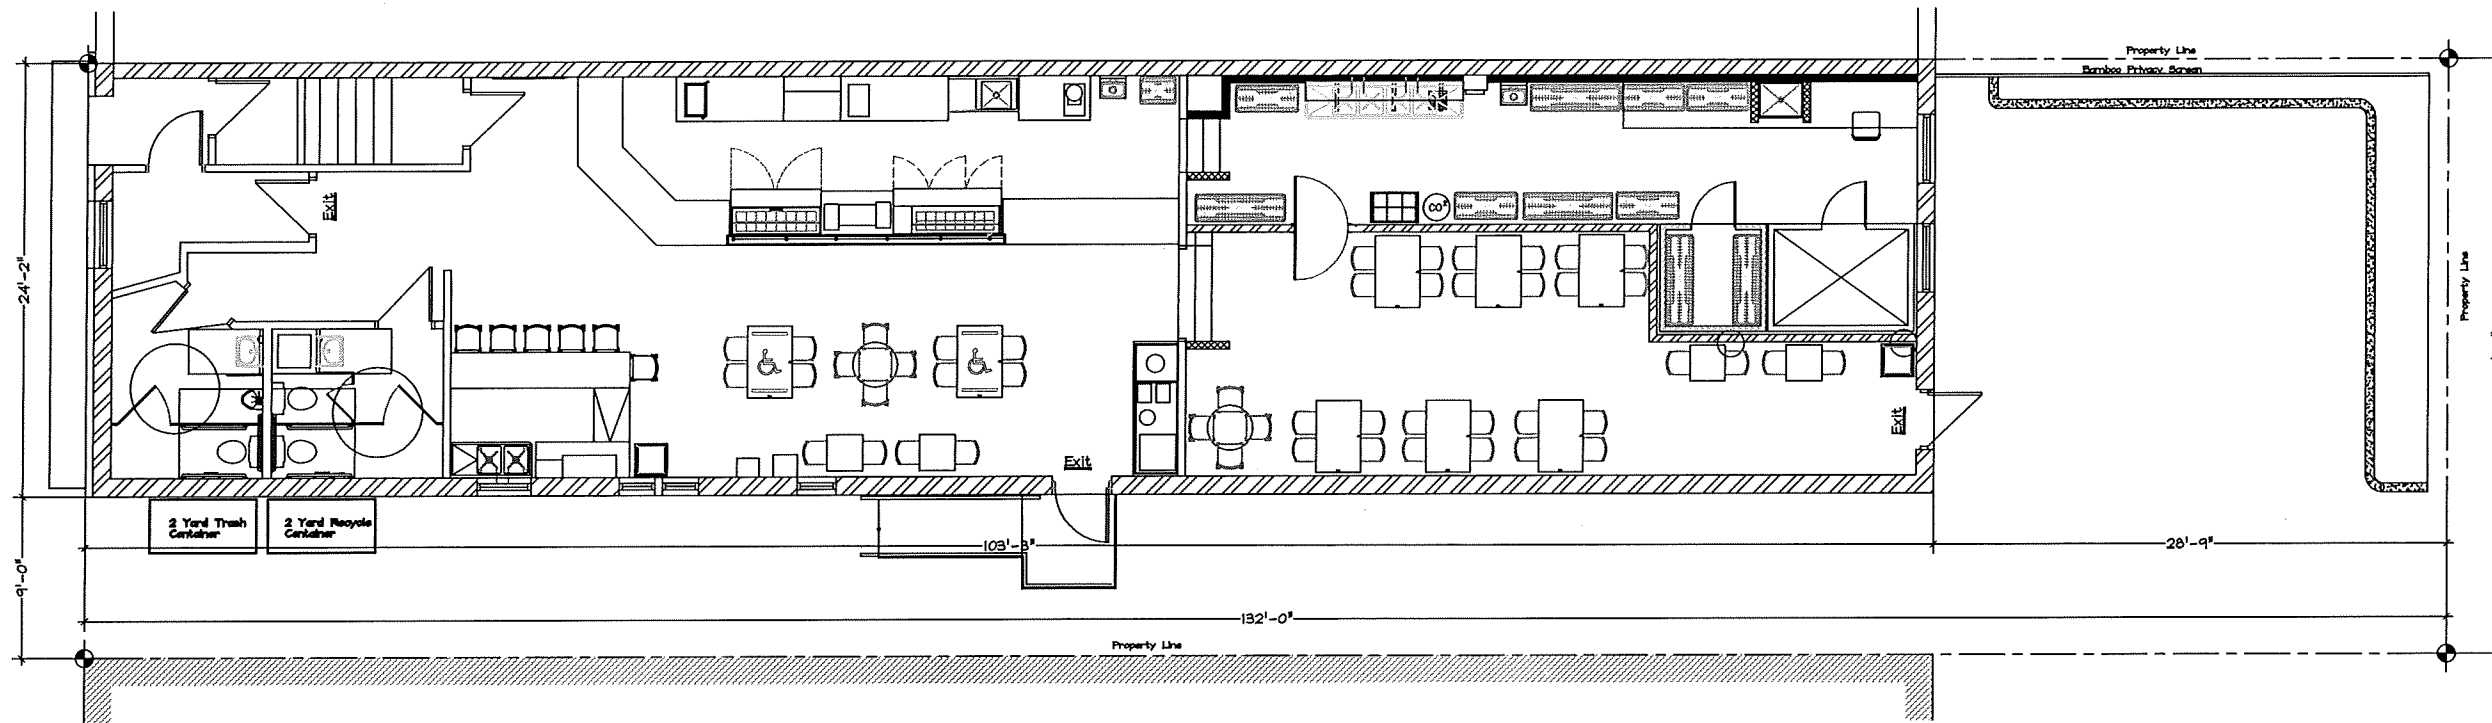 Property Line
Bamboo Privacy Screen
Exit
CO²
24'-2"
Property Line
Exit
Exit
2 Yard Trash
Container
2 Yard Recycle
Container
103'-3"
28'-9"
9'-0"
132'-0"
Property Line